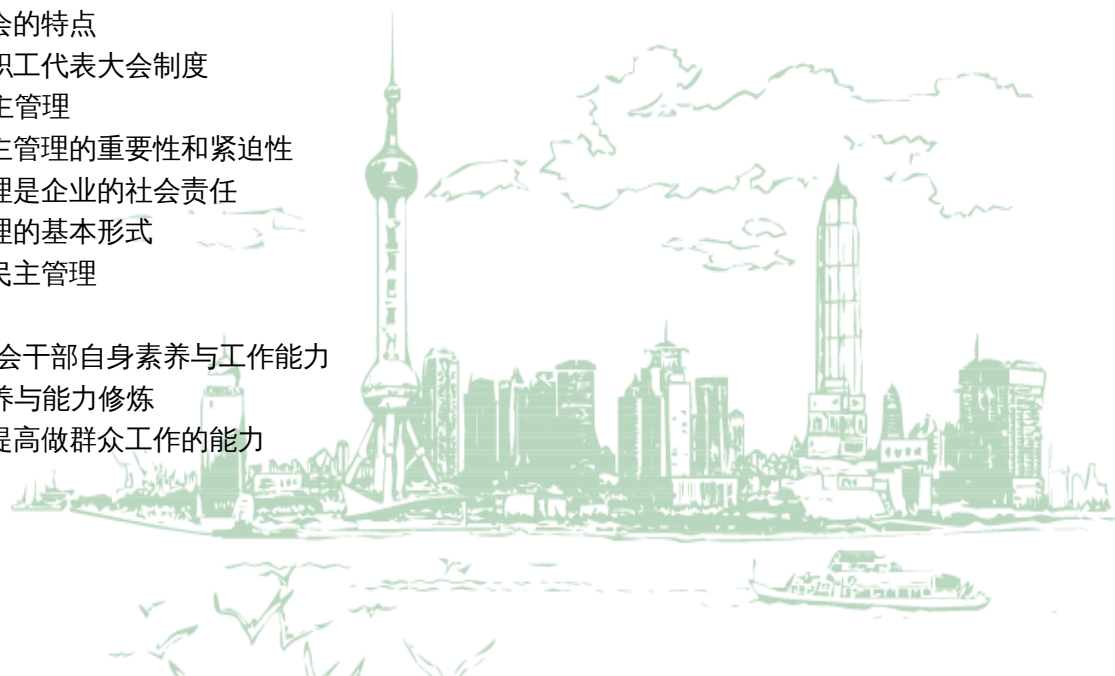 会的特点
职工代表大会制度
主管理
主管理的重要性和紧迫性
理是企业的社会责任
理的基本形式
民主管理
会干部自身素养与工作能力
养与能力修炼
提高做群众工作的能力